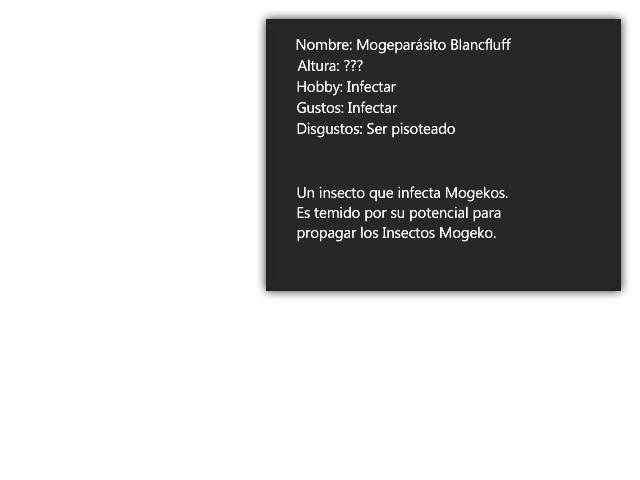 Nombre: Mogeparásito Blancfluff
Altura: ???
Hobby: Infectar
Gustos: Infectar
Disgustos: Ser pisoteado
Un insecto que infecta Mogekos.
Es temido por su potencial para
propagar los Insectos Mogeko.